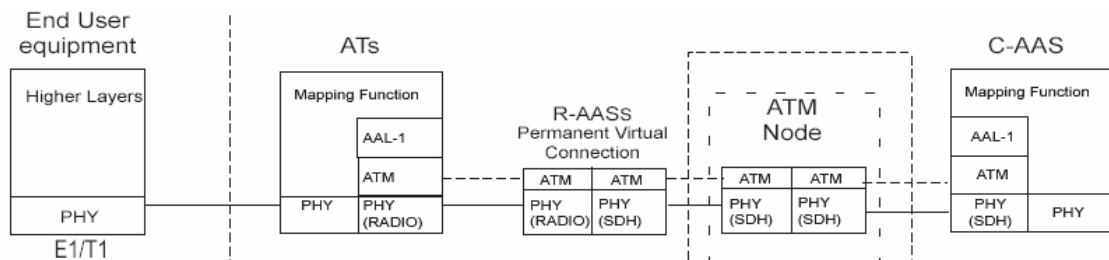 End User
equipment
Higher Layers
PHY
E1/T1
ATs
Mapping Function
AAL-1
ATM
PHY
PHY
(RADIO)
R-AASs
Permanent Virtual
Connection
ATM
ATM
PHY
(RADIO)
PHY
(SDH)
ATM
Node
ATM
ATM
PHY
(SDH)
PHY
(SDH)
C-AAS
Mapping Function
AAL-1
ATM
PHY
(SDH)
PHY